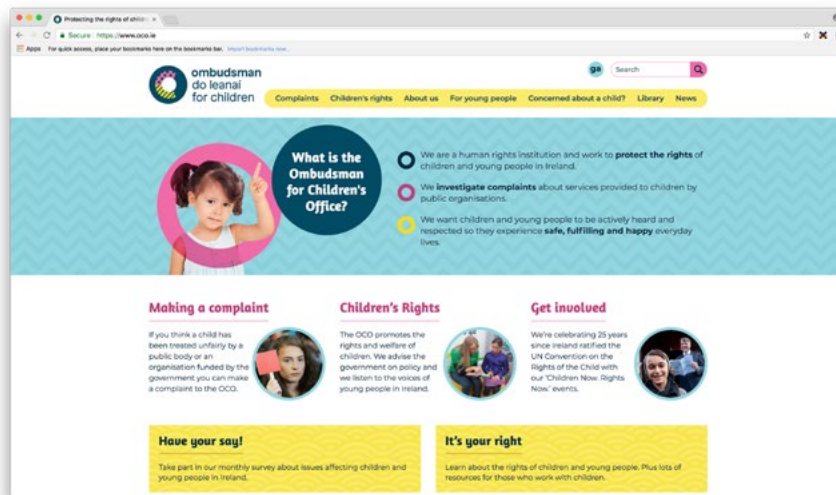 Protecting the rights of childr
Secure https://www.oco.ie
Apps For quick access, place your bookmarks here on the bookmarks bar. Import bookmarks now...
ombudsman
do leanaí
for children
ga
Search
Complaints Children's rights About us For young people Concerned about a child? Library News
What is the
Ombudsman
for Children's
Office?
We are a human rights institution and work to protect the rights of
children and young people in Ireland.
We investigate complaints about services provided to children by
public organisations.
We want children and young people to be actively heard and
respected so they experience safe, fulfilling and happy everyday
lives.
Making a complaint
If you think a child has
been treated unfairly by a
public body or an
organisation funded by the
government you can make
a complaint to the OCO.
Children's Rights
The OCO promotes the
rights and welfare of
children. We advise the
government on policy and
we listen to the voices of
young people in Ireland.
Get involved
We're celebrating 25 years
since Ireland ratified the
UN Convention on the
Rights of the Child with
our 'Children Now. Rights
Now.' events.
Have your say!
Take part in our monthly survey about issues affecting children and
young people in Ireland.
It's your right
Learn about the rights of children and young people. Plus lots of
resources for those who work with children.